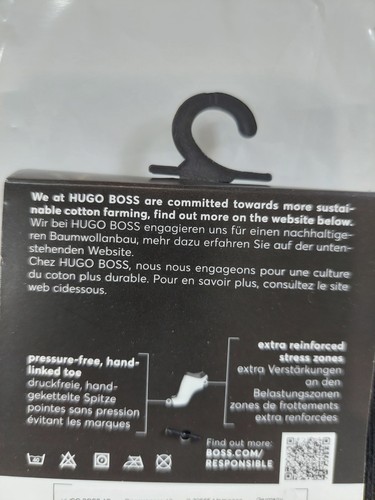 We at HUGO BOSS are committed towards more sustai-
nable cotton farming, find out more on the website below.
Wir bei HUGO BOSS engagieren uns für einen nachhaltige-
ren Baumwollanbau, mehr dazu erfahren Sie auf der unten-
stehenden Website.
Chez HUGO BOSS, nous nous engageons pour une culture
du coton plus durable. Pour en savoir plus, consultez le site
web cidessous.
pressure-free, hand-
linked toe
druckfreie, hand-
gekettelte Spitze
pointes sans pression
évitant les marques
extra reinforced
stress zones
extra Verstärkungen
an den
Belastungszonen
zones de frottements
extra renforcées
Find out more:
BOSS.COM/
RESPONSIBLE